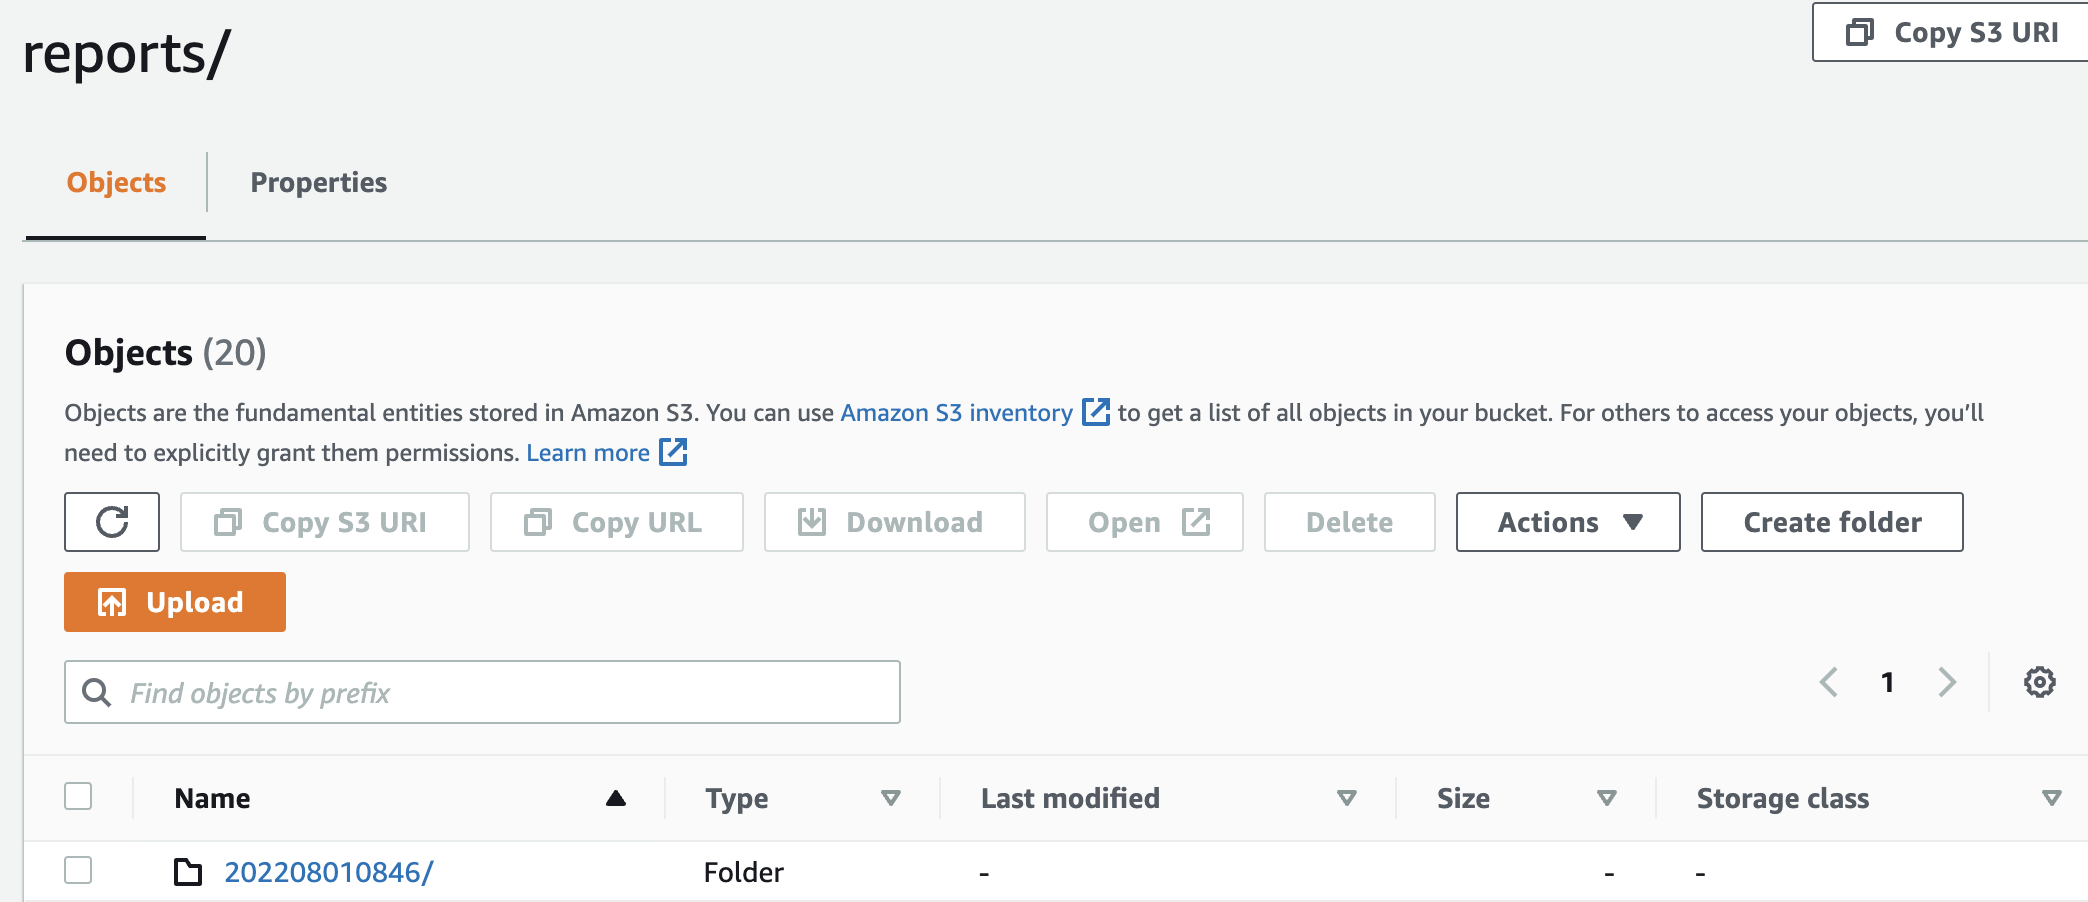 reports/
Copy S3 URI
Objects
Properties
Objects (20)
Objects are the fundamental entities stored in Amazon S3. You can use Amazon S3 inventory to get a list of all objects in your bucket. For others to access your objects, you'll
need to explicitly grant them permissions. Learn more
Copy S3 URI
Copy URL
Download
Open
Delete
Actions
Create folder
Upload
Find objects by prefix
1
Name
Type
Last modified
Size
Storage class
202208010846/
Folder
-
-
-